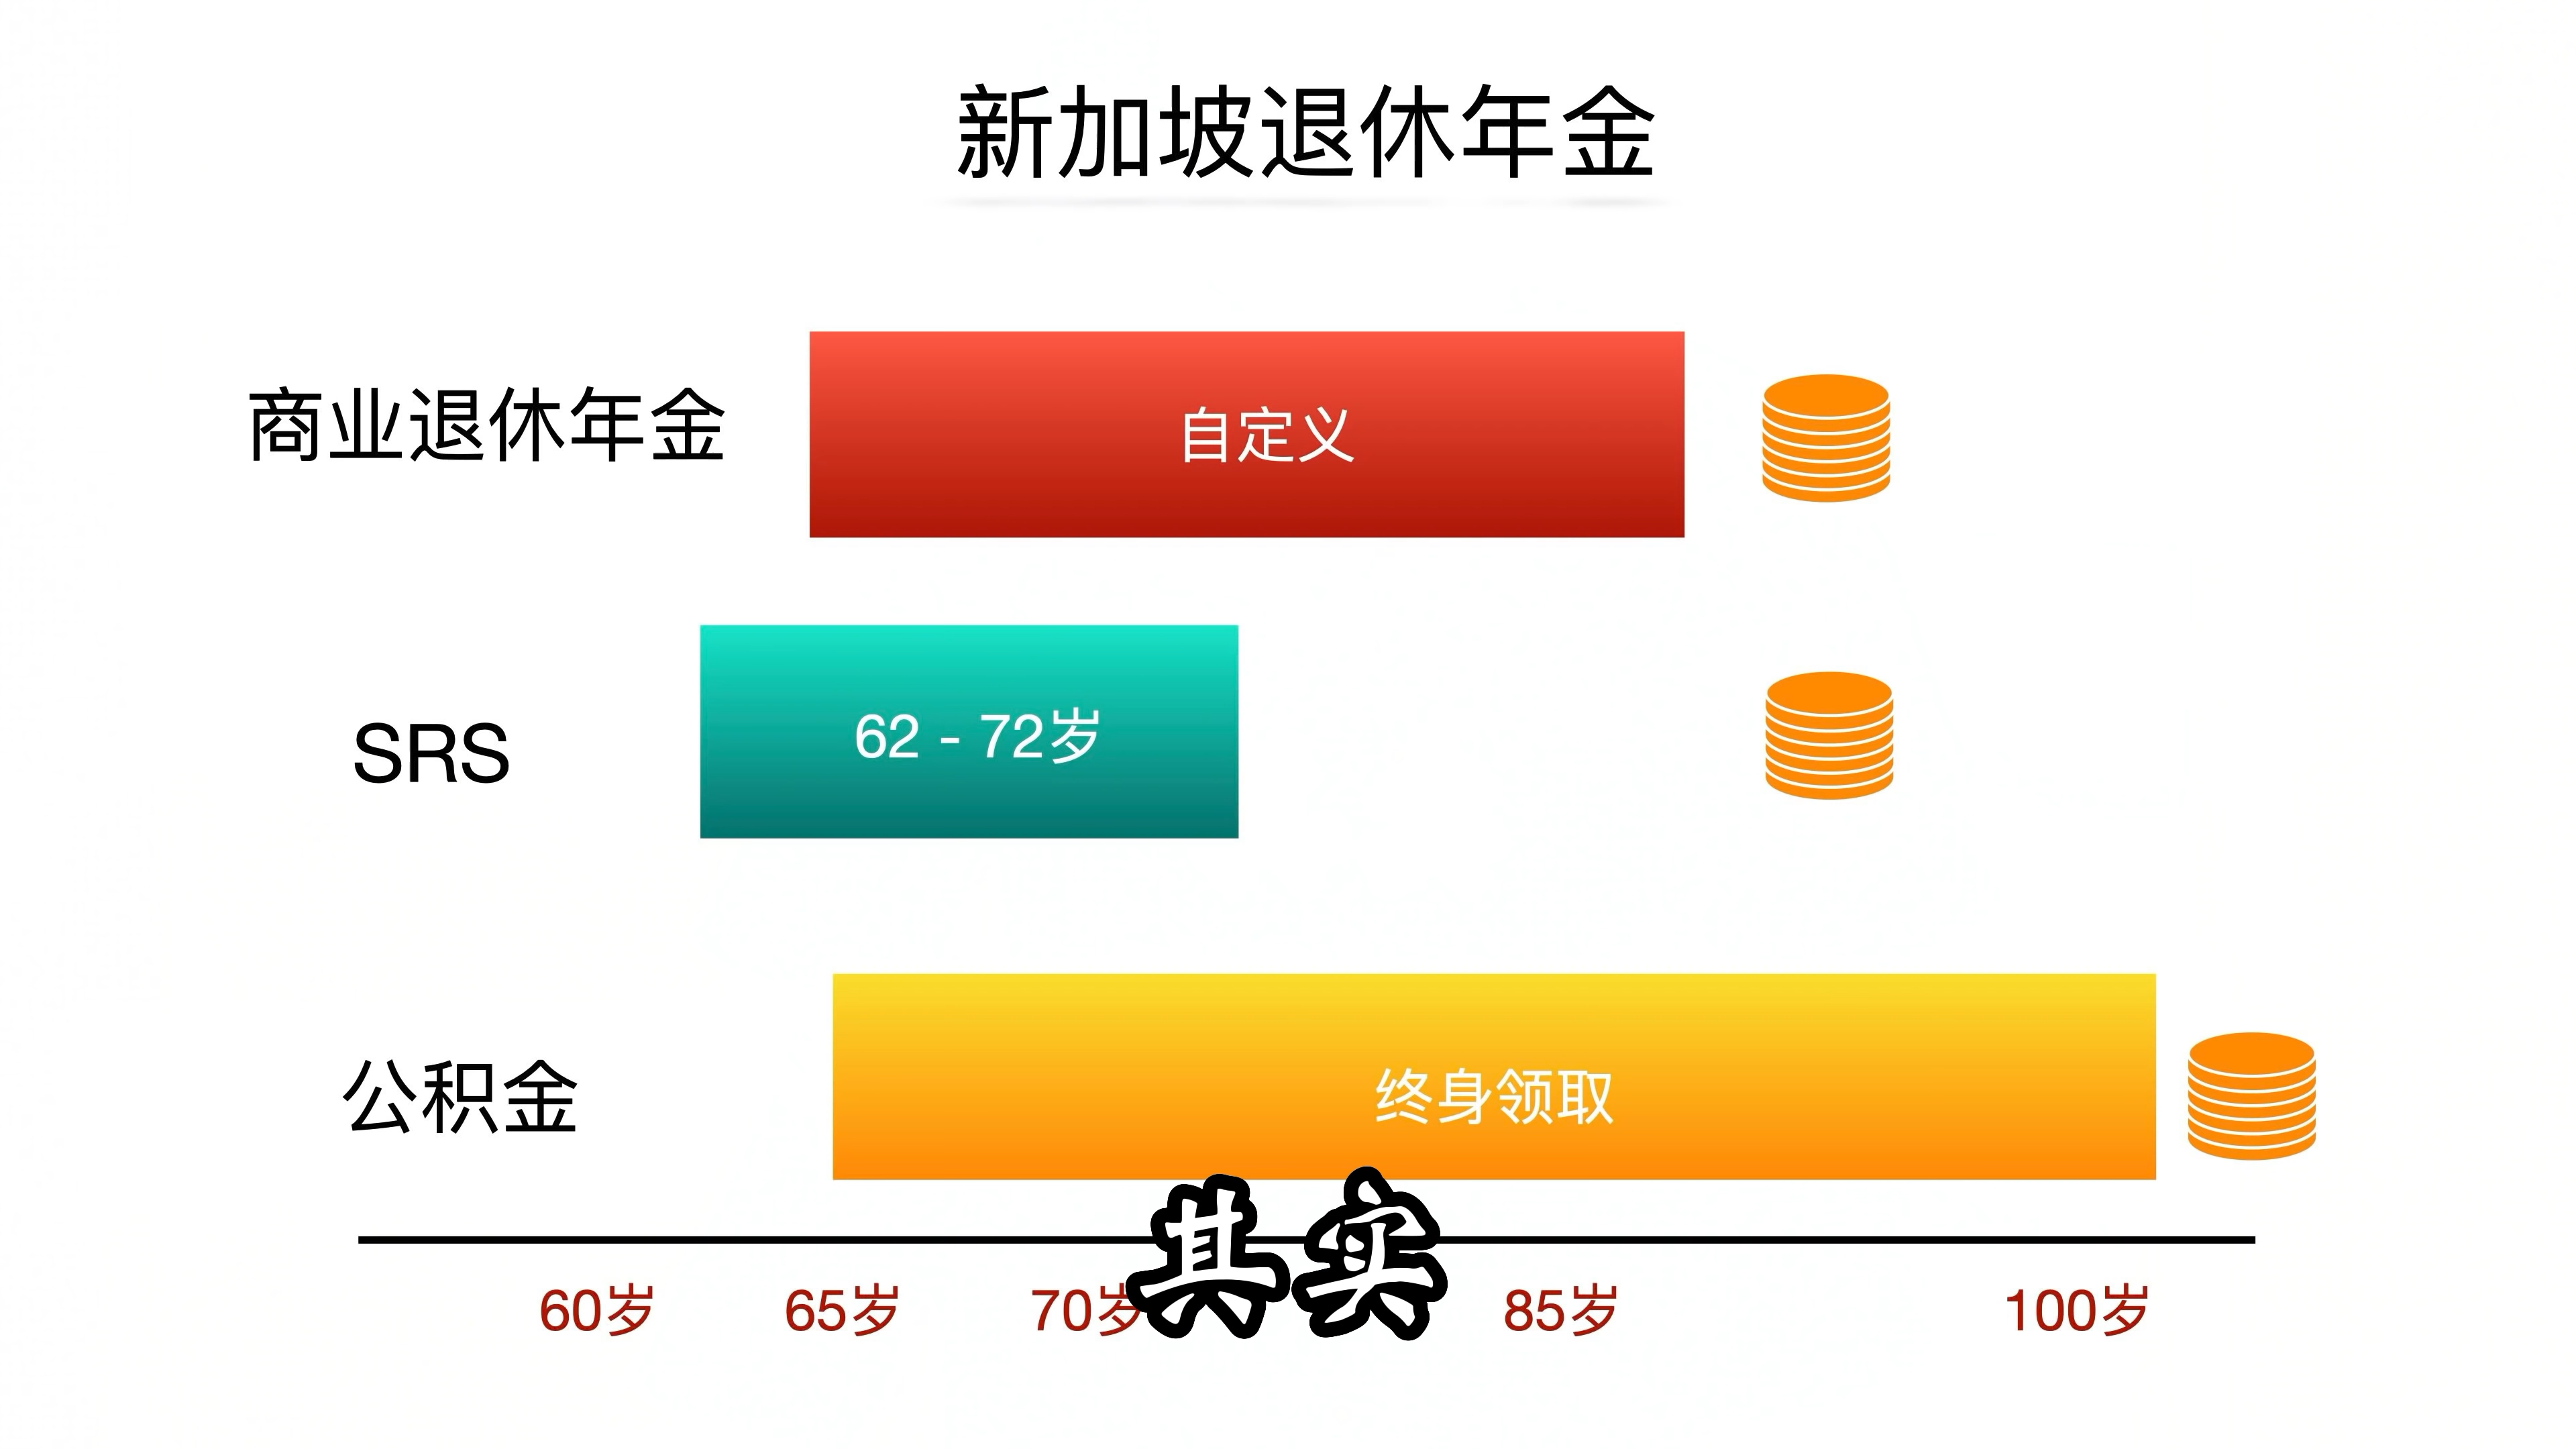 新加坡退休年金
商业退休年金
自定义
SRS
62 - 72岁
公积金
终身领取
60岁 65岁 70岁 85岁 100岁
其实